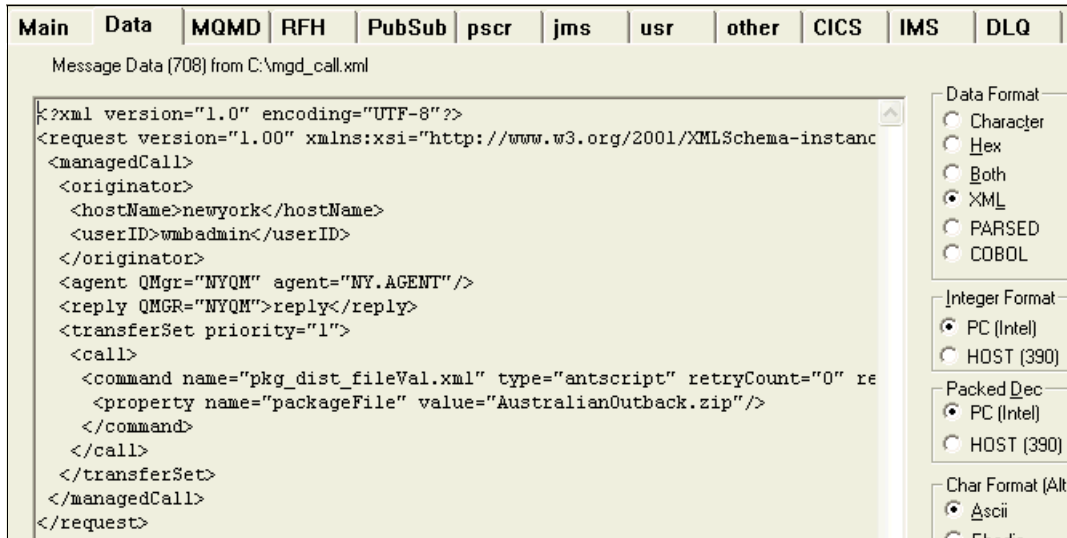 Main Data MQMD RFH PubSub pscr jms usr other CICS IMS DLQ
Message Data (708) from C:\mgd_call.xml
<?xml version="1.0" encoding="UTF-8"?>
<request version="1.00" xmlns:xsi="http://www.w3.org/2001/XMLSchema-instanc
<managedCall>
<originator>
<hostName>newyork</hostName>
<userID>wmbadmin</userID>
</originator>
<agent QMgr="NYQM" agent="NY.AGENT"/>
<reply QMGR="NYQM">reply</reply>
<transferSet priority="1">
<call>
<command name="pkg_dist_fileVal.xml" type="antscript" retryCount="0" re
<property name="packageFile" value="AustralianOutback.zip"/>
</command>
</call>
</transferSet>
</managedCall>
</request>
Data Format
Character
Hex
Both
XML
PARSED
COBOL
Integer Format
PC (Intel)
HOST (390)
Packed Dec
PC (Intel)
HOST (390)
Char Format (Alt
Ascii